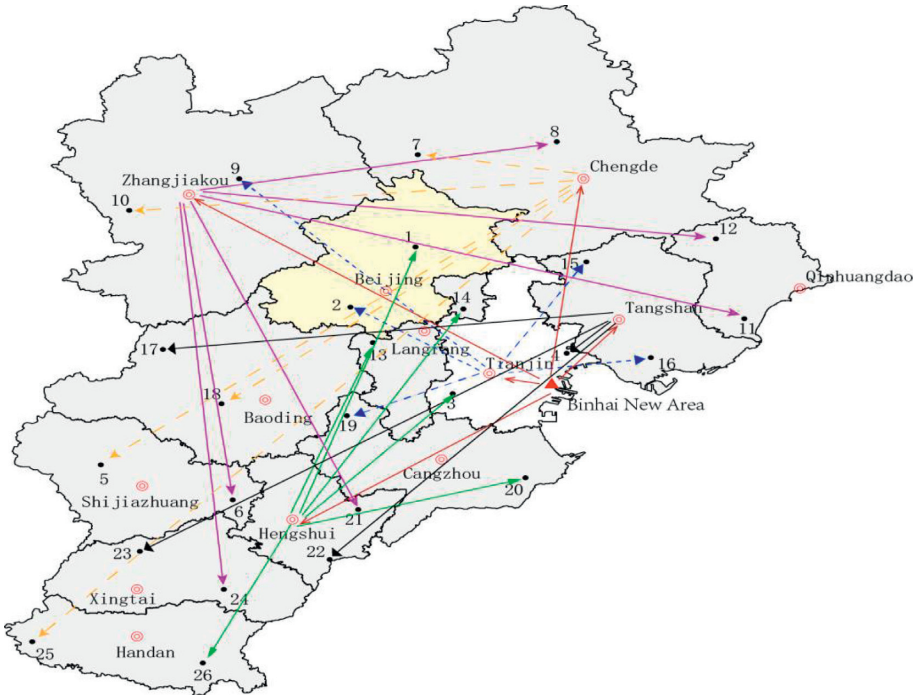 8
7
Chengde
9
Zhangjiakou
10
12
1
15
Qinhuangdao
Beijing
14
2
Tangshan
11
Langfang
17
13
4
Tianjin
16
18
3
Binhai New Area
Baoding
19
Cangzhou
5
20
Shijiazhuang
6
21
Hengshui
23
22
24
Xingtai
Handan
25
26